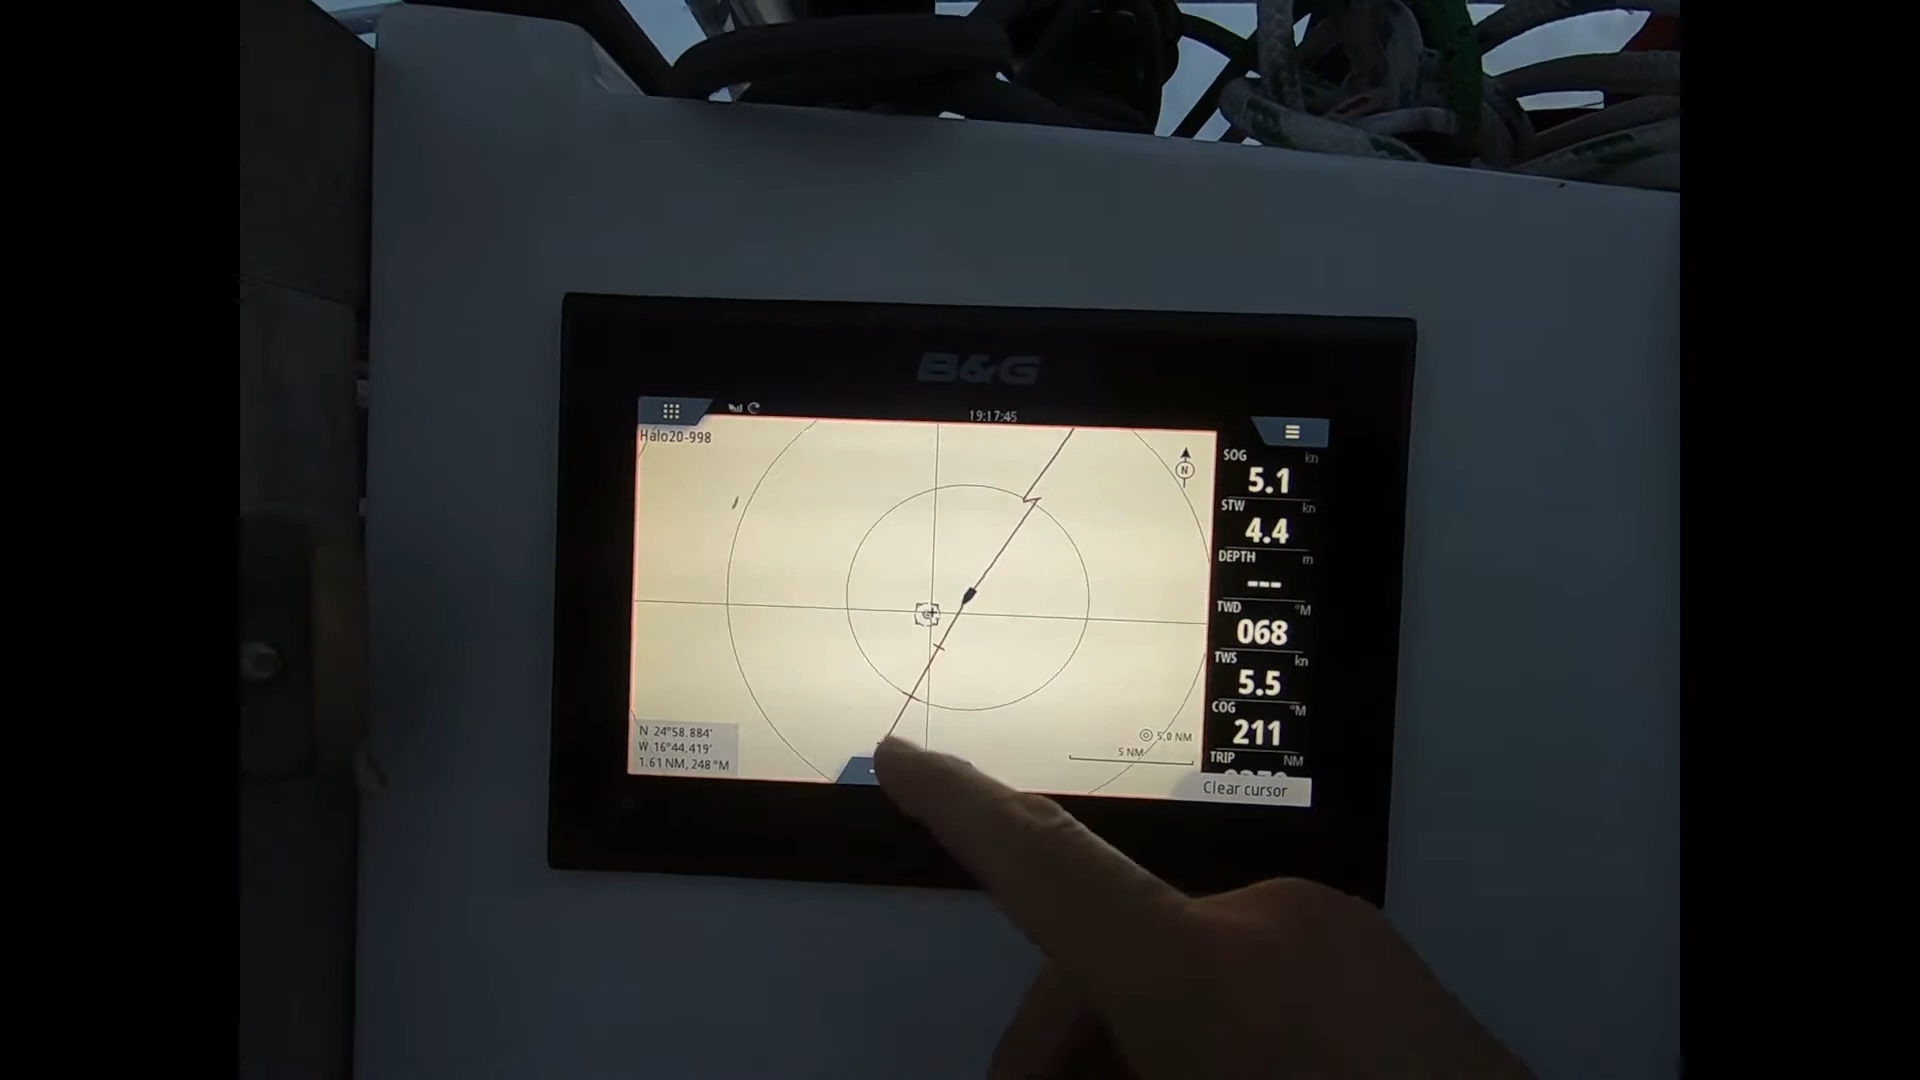 B&G
19:17:45
Halo20-998
N
SOG kn
5.1
STW kn
4.4
DEPTH m
---
TWD °M
068
TWS kn
5.5
COG °M
211
TRIP NM
N 24°58.884'
W 16°44.419'
1.61 NM, 248 °M
5.0 NM
5 NM
Clear cursor